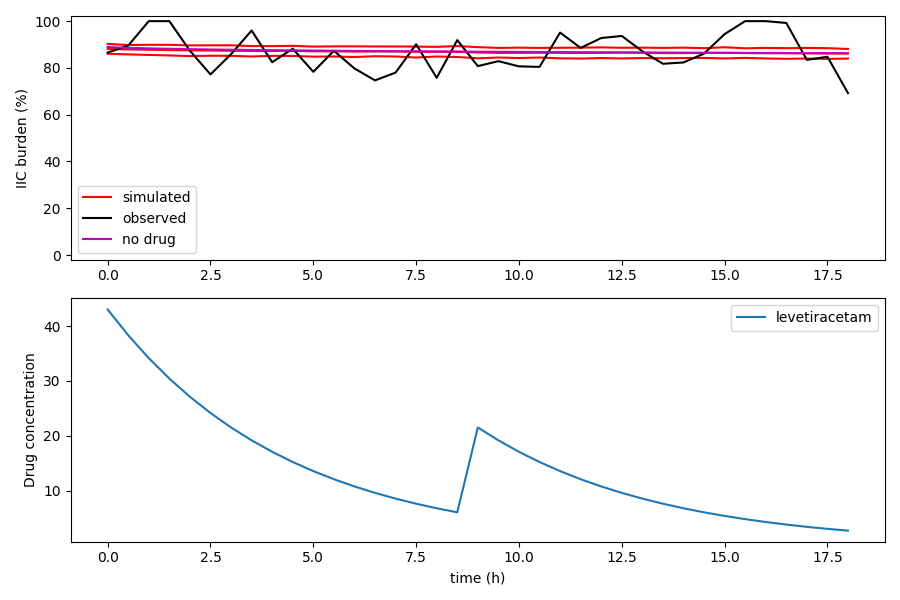 100
80
60
40
20
0
IIC burden (%)
simulated
observed
no drug
0.0 2.5 5.0 7.5 10.0 12.5 15.0 17.5
levetiracetam
40
30
20
10
Drug concentration
0.0 2.5 5.0 7.5 10.0 12.5 15.0 17.5
time (h)